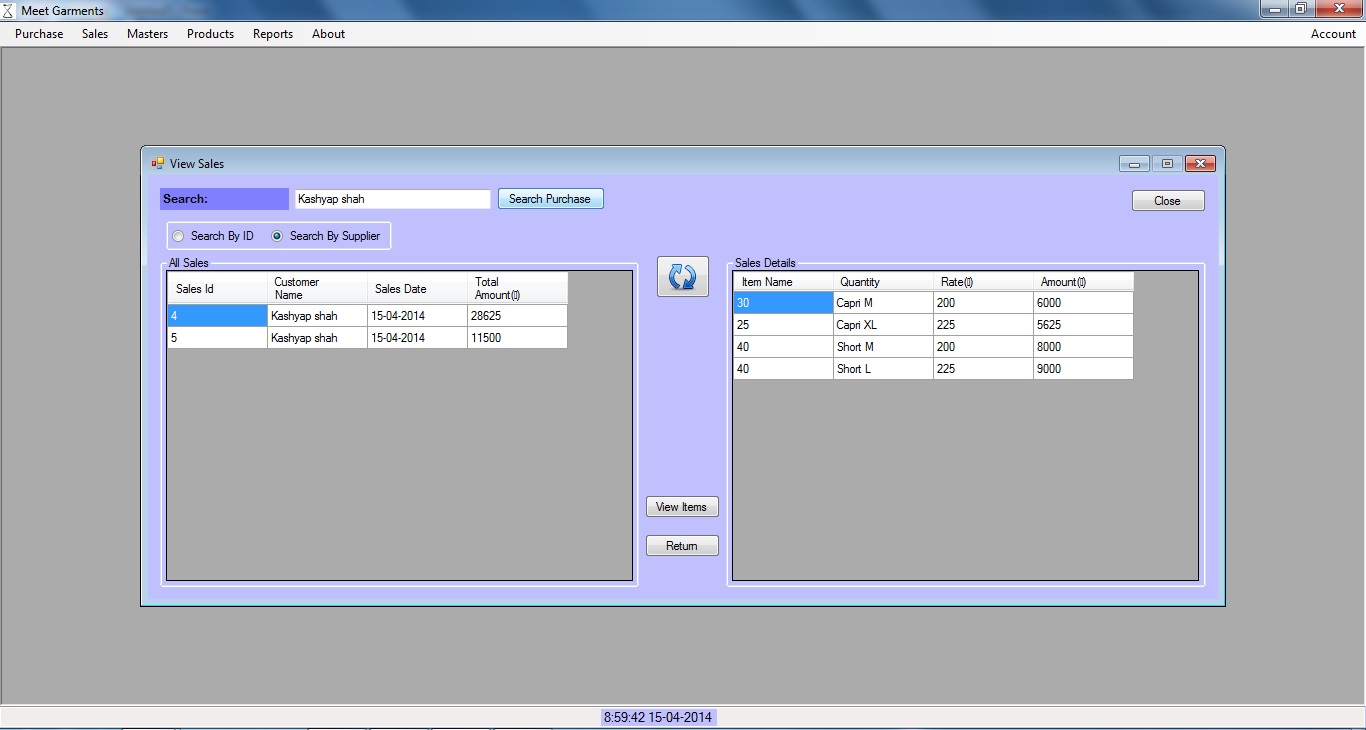 Meet Garments
Purchase Sales Masters Products Reports About Account
View Sales
Search: Kashyap shah Search Purchase Close
Search By ID Search By Supplier
All Sales
Sales Id Customer Name Sales Date Total Amount(₹)
4 Kashyap shah 15-04-2014 28625
5 Kashyap shah 15-04-2014 11500
View Items
Return
Sales Details
Item Name Quantity Rate(₹) Amount(₹)
30 Capri M 200 6000
25 Capri XL 225 5625
40 Short M 200 8000
40 Short L 225 9000
8:59:42 15-04-2014